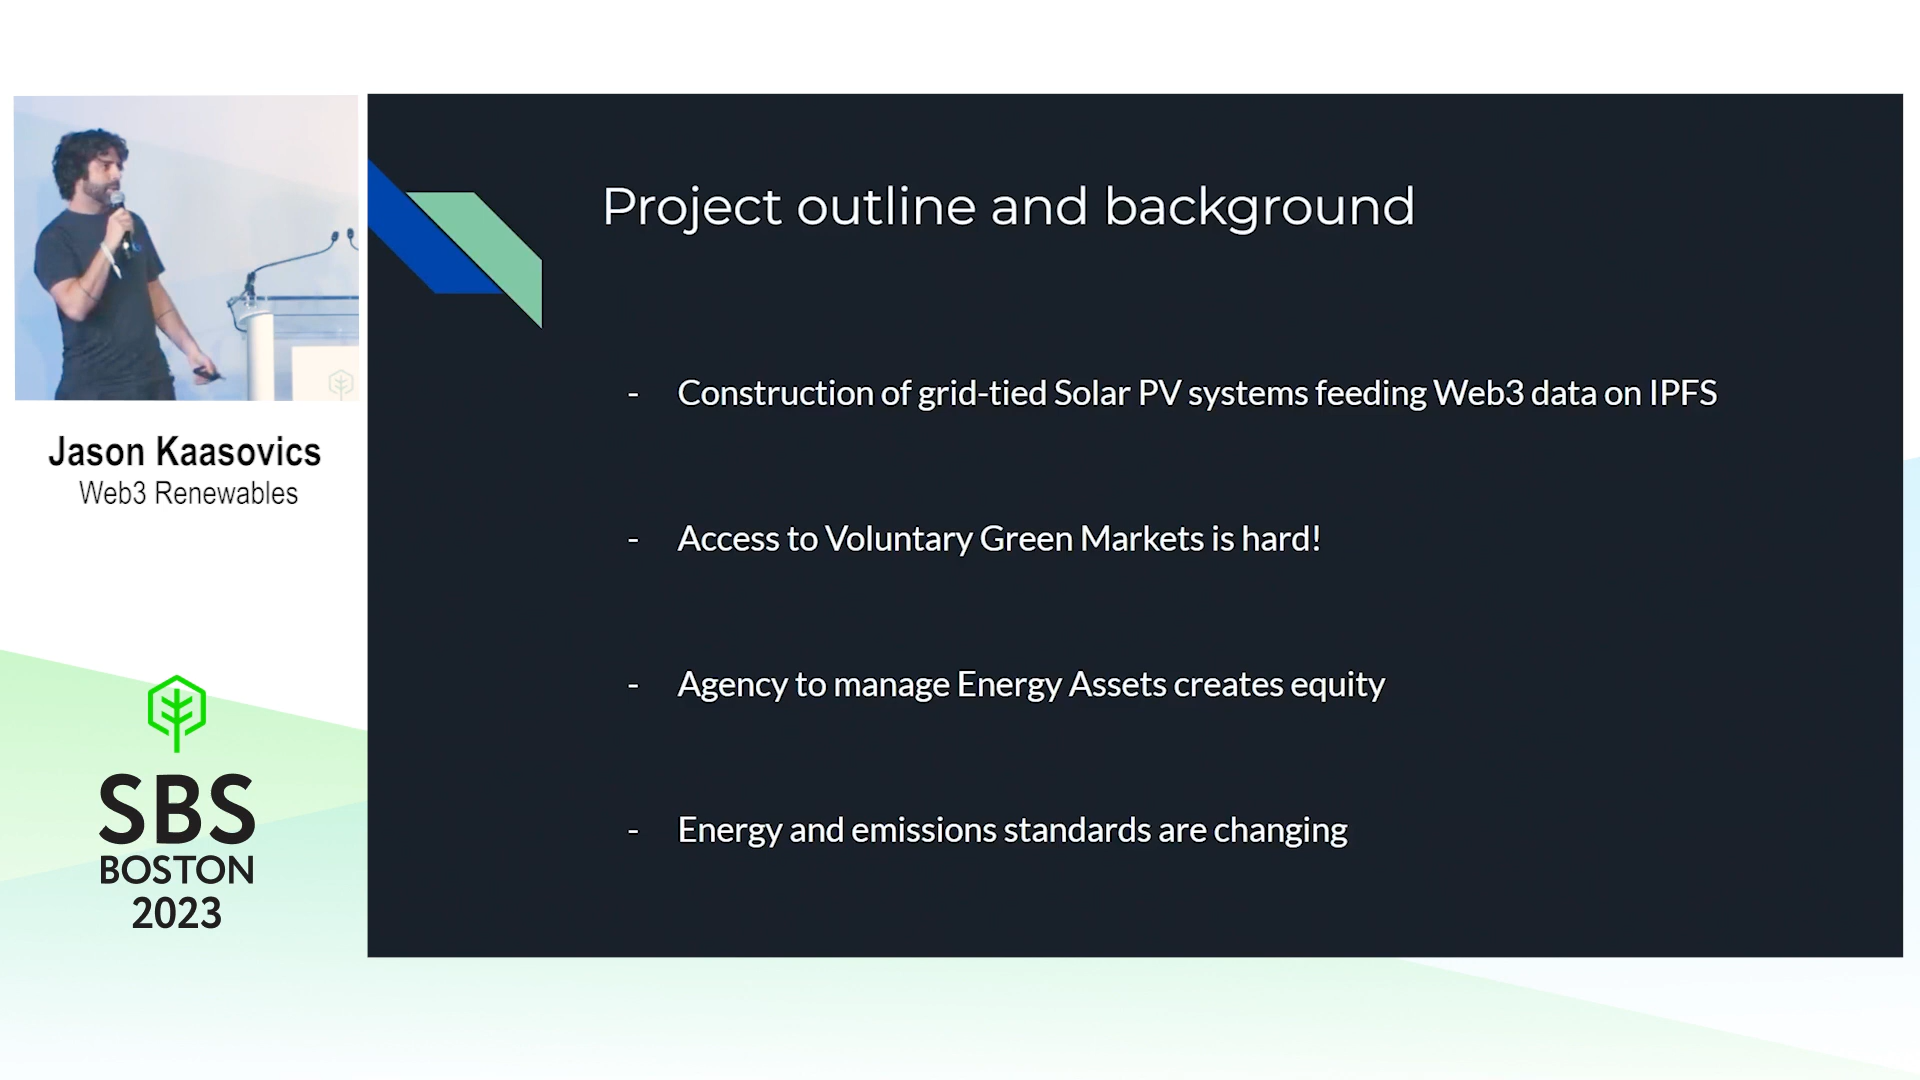 Project outline and background
- Construction of grid-tied Solar PV systems feeding Web3 data on IPFS
- Access to Voluntary Green Markets is hard!
- Agency to manage Energy Assets creates equity
- Energy and emissions standards are changing
Jason Kaasovics
Web3 Renewables
SBS
BOSTON
2023